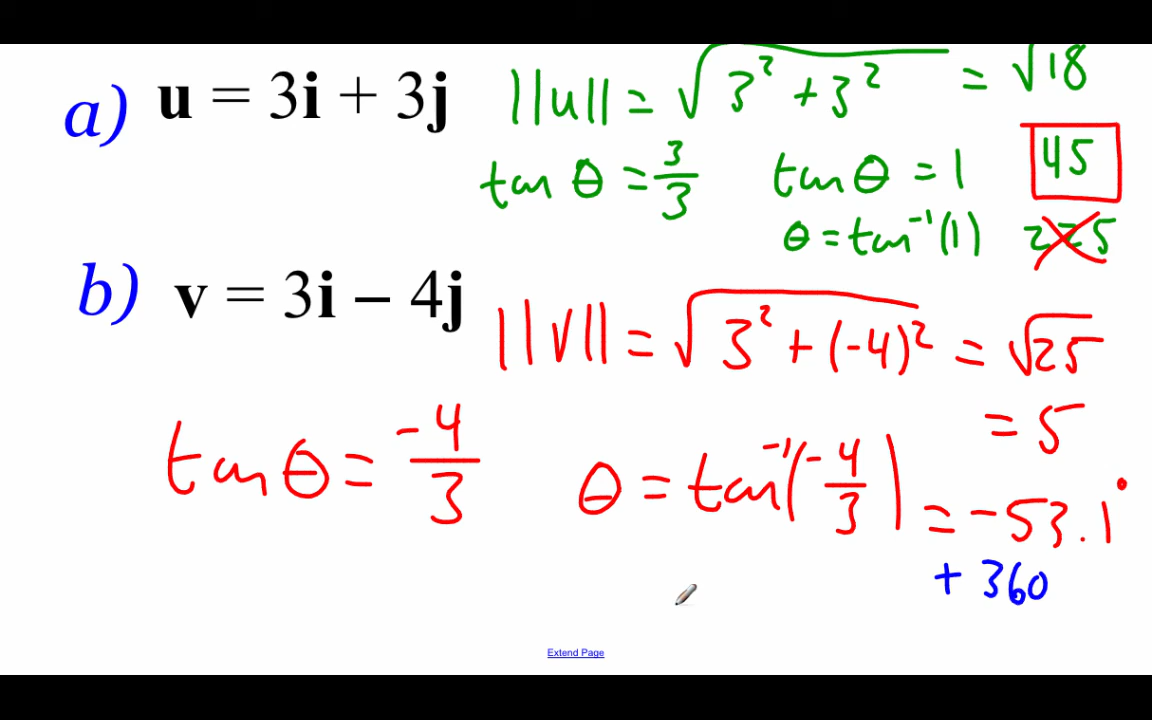 a) u = 3i + 3j ||u|| = √3² + 3² = √18
tan θ = 3/3 tan θ = 1 45
θ = tan⁻¹(1) 225
b) v = 3i – 4j ||v|| = √3² + (-4)² = √25
= 5
tan θ = -4/3 θ = tan⁻¹(-4/3) = -53.1°
+ 360
Extend Page